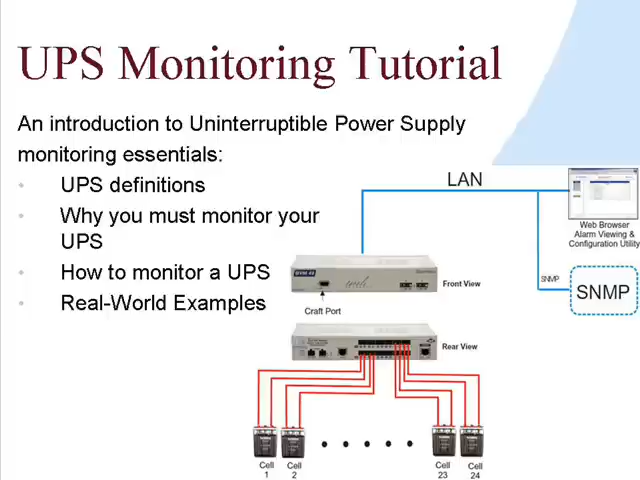 UPS Monitoring Tutorial
An introduction to Uninterruptible Power Supply
monitoring essentials:
• UPS definitions
• Why you must monitor your
UPS
• How to monitor a UPS
• Real-World Examples
LAN
Web Browser
Alarm Viewing &
Configuration Utility
SNMP
SNMP
Front View
Craft Port
Rear View
Cell
1
Cell
2
Cell
23
Cell
24